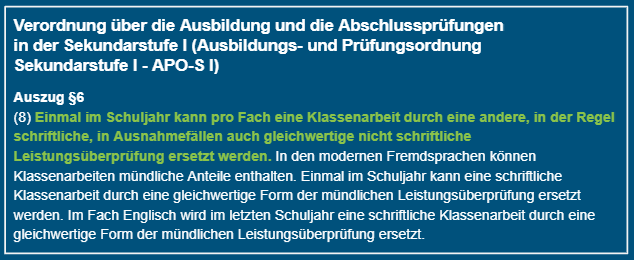 Verordnung über die Ausbildung und die Abschlussprüfungen
in der Sekundarstufe I (Ausbildungs- und Prüfungsordnung
Sekundarstufe I - APO-S I)
Auszug §6
(8) Einmal im Schuljahr kann pro Fach eine Klassenarbeit durch eine andere, in der Regel
schriftliche, in Ausnahmefällen auch gleichwertige nicht schriftliche
Leistungsüberprüfung ersetzt werden. In den modernen Fremdsprachen können
Klassenarbeiten mündliche Anteile enthalten. Einmal im Schuljahr kann eine schriftliche
Klassenarbeit durch eine gleichwertige Form der mündlichen Leistungsüberprüfung ersetzt
werden. Im Fach Englisch wird im letzten Schuljahr eine schriftliche Klassenarbeit durch eine
gleichwertige Form der mündlichen Leistungsüberprüfung ersetzt.